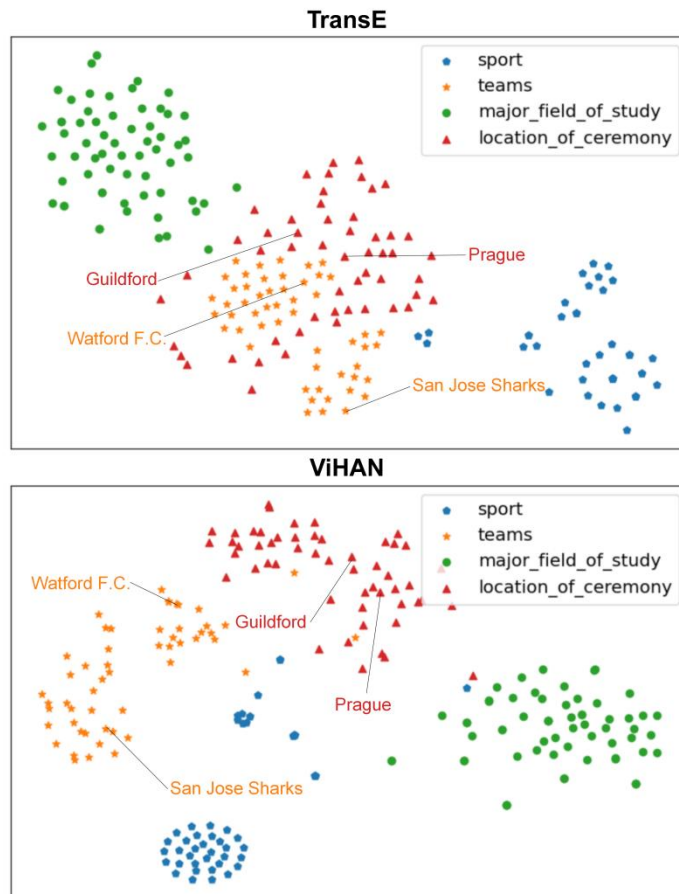 TransE
sport
teams
major_field_of_study
location_of_ceremony
Guildford
Prague
Watford F.C.
San Jose Sharks
ViHAN
sport
teams
major_field_of_study
location_of_ceremony
Watford F.C.
Guildford
Prague
San Jose Sharks